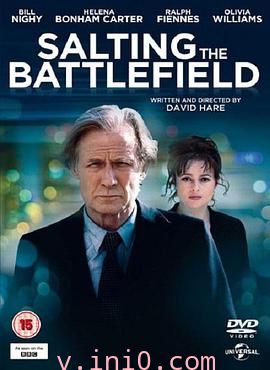 BILL NIGHY
HELENA BONHAM CARTER
RALPH FIENNES
OLIVIA WILLIAMS
SALTING THE
BATTLEFIELD
WRITTEN AND DIRECTED BY
DAVID HARE
15
As seen on the
BBC
DVD
VIDEO
UNIVERSAL
v.ini0.com